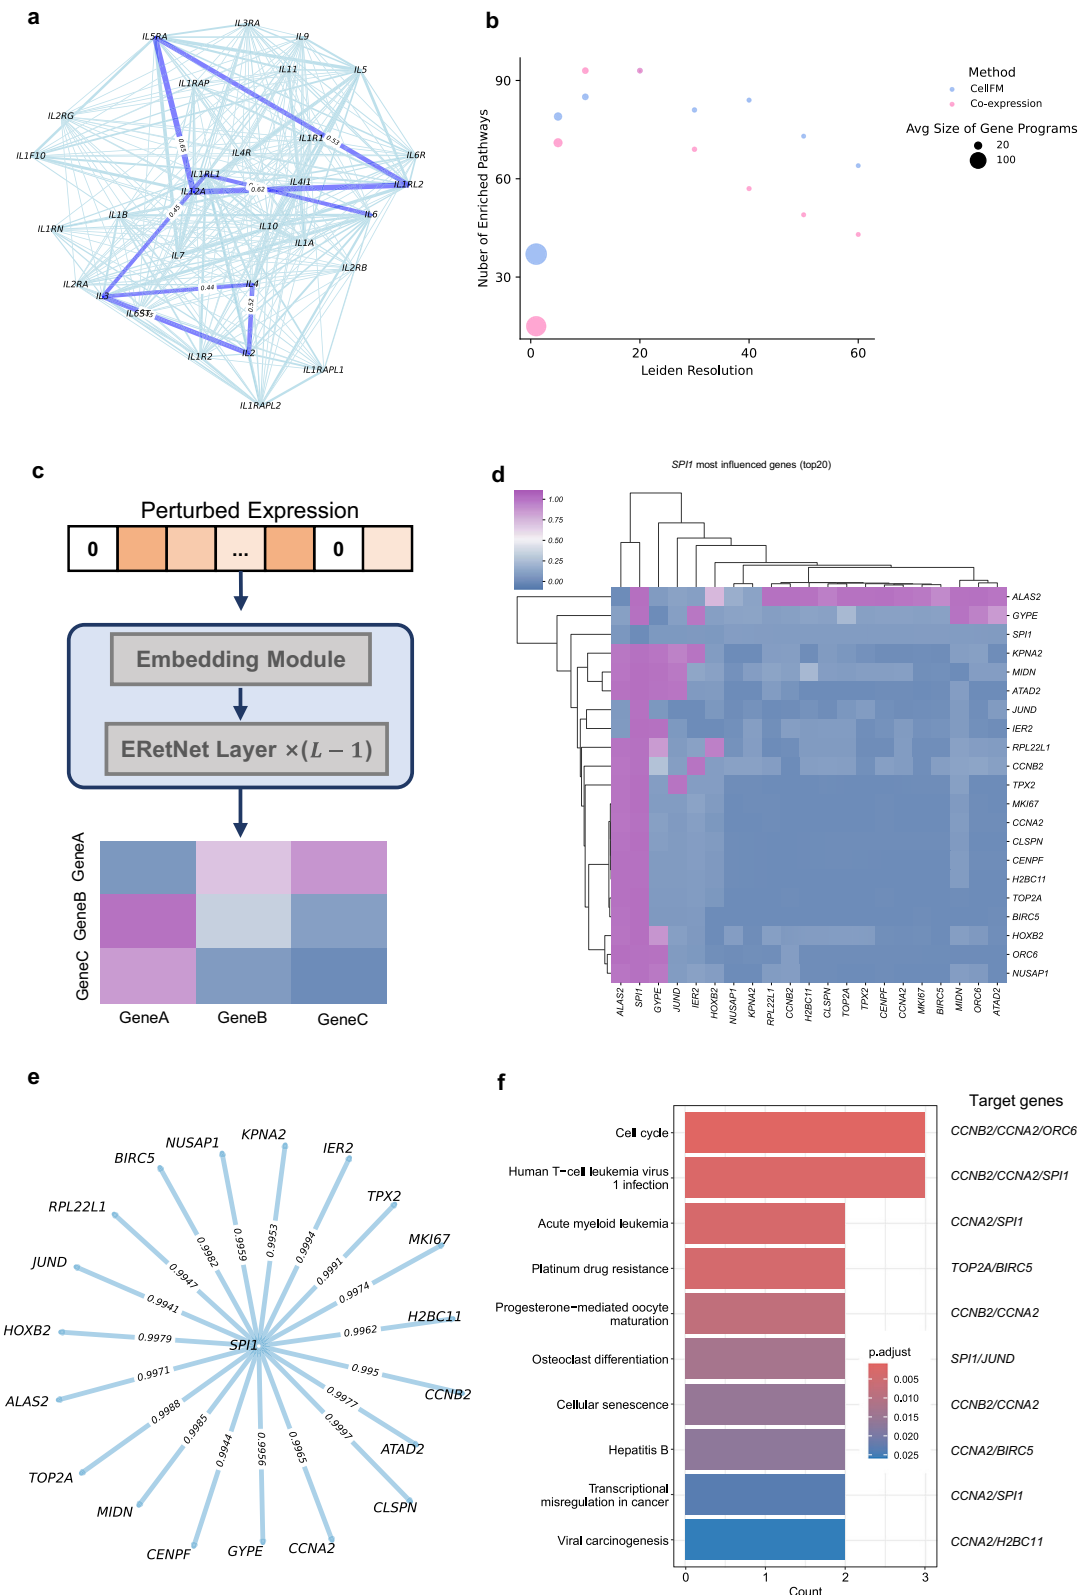 a
IL3RA
IL5RA
IL9
IL11
IL5
IL1RAP
IL2RG
IL1R1
0.53
0.65
IL1F10
IL4R
IL6R
IL1RL1
IL4I1
IL12A
0.62
IL1RL2
0.45
IL1B
IL6
IL1RN
IL10
IL1A
IL7
IL2RB
IL2RA
IL4
IL3
0.44
0.52
IL6ST
IL1R2
IL2
IL1RAPL1
IL1RAPL2
b
Nuber of Enriched Pathways
90
60
30
0
20
40
60
Leiden Resolution
Method
CellFM
Co-expression
Avg Size of Gene Programs
20
100
c
Perturbed Expression
0
...
0
Embedding Module
ERetNet Layer ×(L − 1)
GeneA
GeneB
GeneC
GeneA
GeneB
GeneC
d
SPI1 most influenced genes (top20)
1.00
0.75
0.50
0.25
0.00
ALAS2
GYPE
SPI1
KPNA2
MIDN
ATAD2
JUND
IER2
RPL22L1
CCNB2
TPX2
MKI67
CCNA2
CLSPN
CENPF
H2BC11
TOP2A
BIRC5
HOXB2
ORC6
NUSAP1
ALAS2
SPI1
GYPE
JUND
IER2
HOXB2
NUSAP1
KPNA2
RPL22L1
CCNB2
H2BC11
CLSPN
TOP2A
TPX2
CENPF
CCNA2
MKI67
BIRC5
MIDN
ORC6
ATAD2
e
KPNA2
NUSAP1
IER2
BIRC5
TPX2
RPL22L1
MKI67
JUND
H2BC11
HOXB2
SPI1
ALAS2
CCNB2
TOP2A
ATAD2
MIDN
CLSPN
CENPF
GYPE
CCNA2
0.9953
0.9959
0.9994
0.9982
0.9991
0.9947
0.9974
0.9941
0.9962
0.9979
0.995
0.9971
0.9977
0.9988
0.9997
0.9985
0.9944
0.9956
0.9965
f
Target genes
Cell cycle
CCNB2/CCNA2/ORC6
Human T−cell leukemia virus
1 infection
CCNB2/CCNA2/SPI1
Acute myeloid leukemia
CCNA2/SPI1
Platinum drug resistance
TOP2A/BIRC5
Progesterone−mediated oocyte
maturation
CCNB2/CCNA2
Osteoclast differentiation
SPI1/JUND
Cellular senescence
CCNB2/CCNA2
Hepatitis B
CCNA2/BIRC5
Transcriptional
misregulation in cancer
CCNA2/SPI1
Viral carcinogenesis
CCNA2/H2BC11
p.adjust
0.005
0.010
0.015
0.020
0.025
0
1
2
3
Count